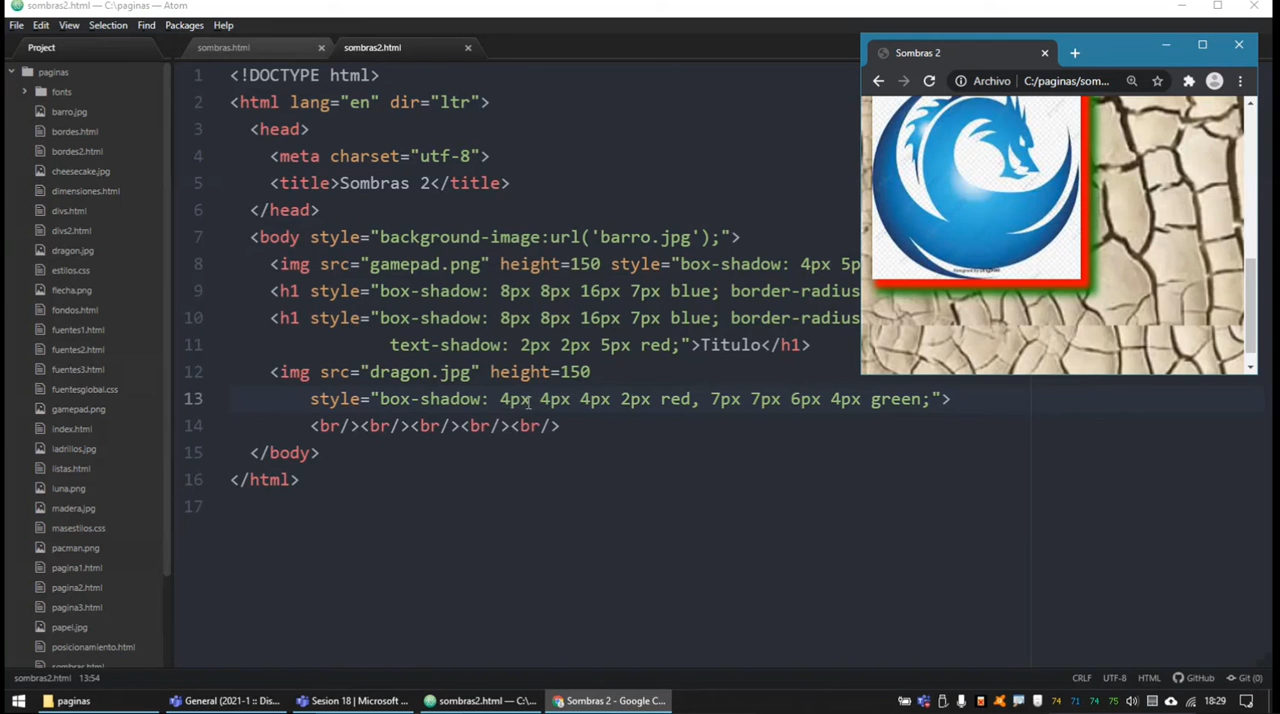 sombras2.html — C:\paginas — Atom
File Edit View Selection Find Packages Help
Project
sombras.html
sombras2.html
paginas
fonts
barro.jpg
bordes.html
bordes2.html
cheesecake.jpg
dimensiones.html
divs.html
divs2.html
dragon.jpg
estilos.css
flecha.png
fondos.html
fuentes1.html
fuentes2.html
fuentes3.html
fuentesglobal.css
gamepad.png
index.html
ladrillos.jpg
listas.html
luna.png
madera.jpg
masestilos.css
pacman.png
pagina1.html
pagina2.html
pagina3.html
papel.jpg
posicionamiento.html
sombras.html
1 <!DOCTYPE html>
2 <html lang="en" dir="ltr">
3 <head>
4 <meta charset="utf-8">
5 <title>Sombras 2</title>
6 </head>
7 <body style="background-image:url('barro.jpg');">
8 <img src="gamepad.png" height=150 style="box-shadow: 4px 5p
9 <h1 style="box-shadow: 8px 8px 16px 7px blue; border-radius
10 <h1 style="box-shadow: 8px 8px 16px 7px blue; border-radius
11 text-shadow: 2px 2px 5px red;">Titulo</h1>
12 <img src="dragon.jpg" height=150
13 style="box-shadow: 4px 4px 4px 2px red, 7px 7px 6px 4px green;">
14 <br/><br/><br/><br/><br/>
15 </body>
16 </html>
17
Sombras 2
Archivo C:/paginas/som...
sombras2.html 13:54
CRLF UTF-8 HTML GitHub Git (0)
paginas
General (2021-1 :: Dis...
Sesion 18 | Microsoft ...
sombras2.html — C:\...
Sombras 2 - Google C...
74 71 74 75 18:29